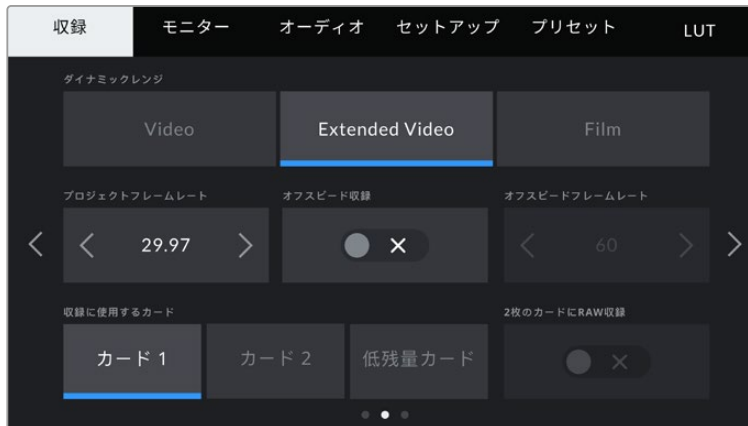 収録 モニター オーディオ セットアップ プリセット LUT
ダイナミックレンジ
Video Extended Video Film
プロジェクトフレームレート オフスピード収録 オフスピードフレームレート
29.97 60
収録に使用するカード 2枚のカードにRAW収録
カード 1 カード 2 低残量カード